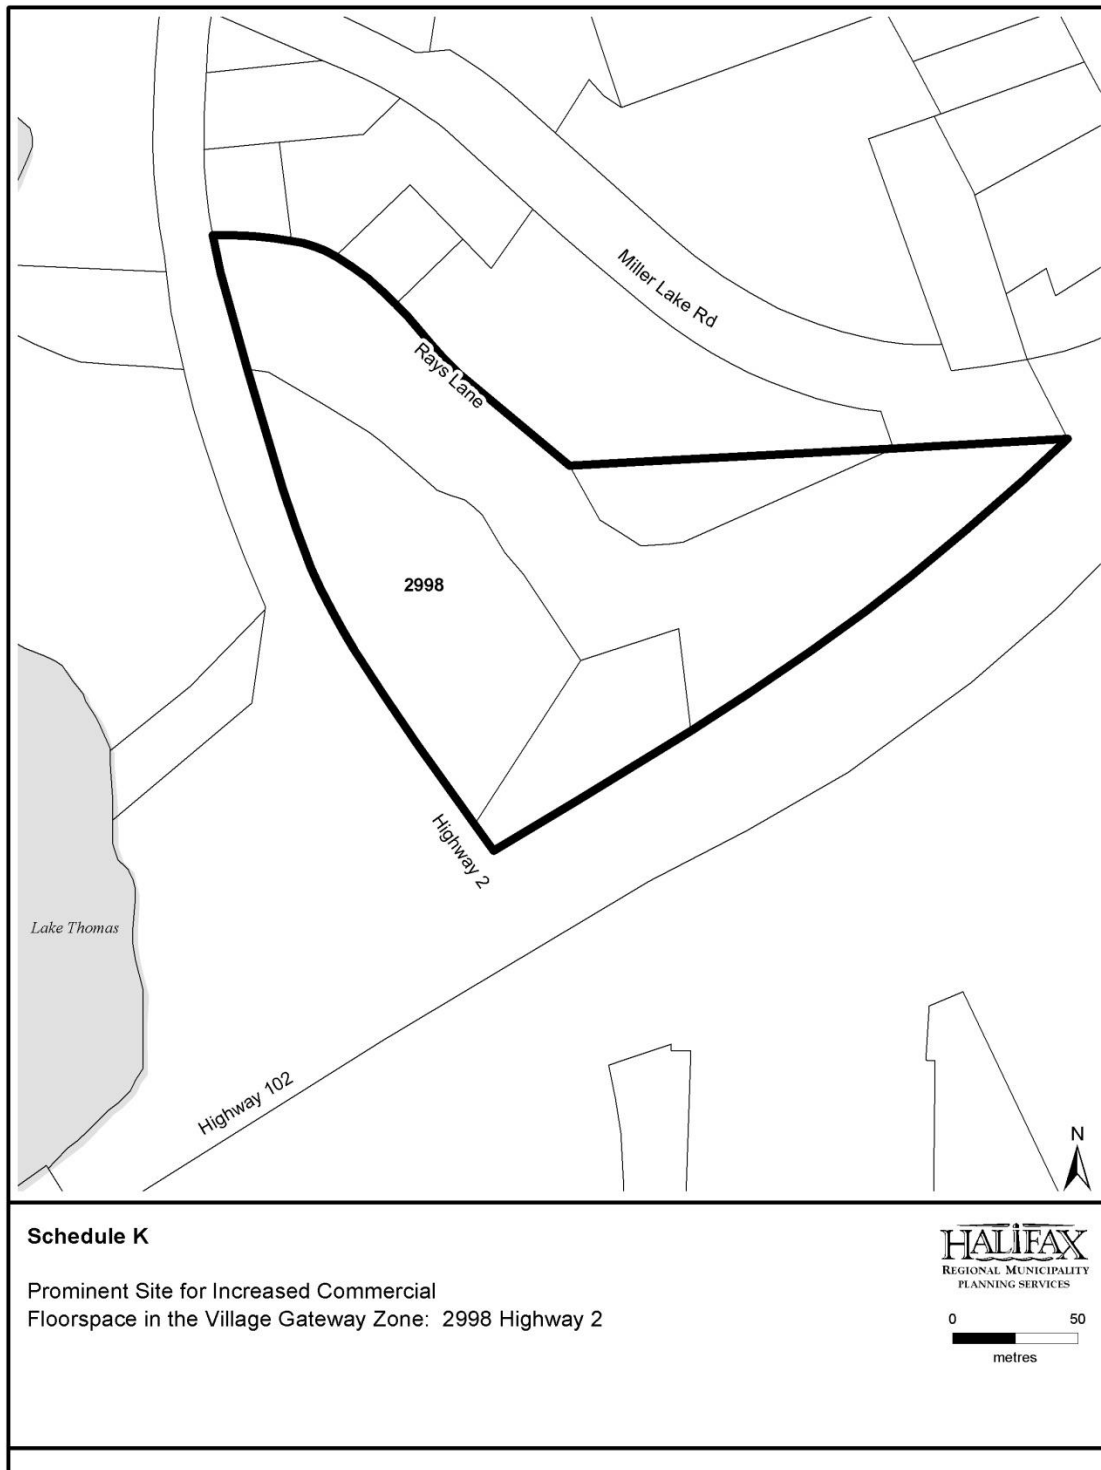 Miller Lake Rd
Rays Lane
2998
Highway 2
Lake Thomas
Highway 102
N
Schedule K
Prominent Site for Increased Commercial
Floorspace in the Village Gateway Zone: 2998 Highway 2
HALIFAX
REGIONAL MUNICIPALITY
PLANNING SERVICES
0 50
metres